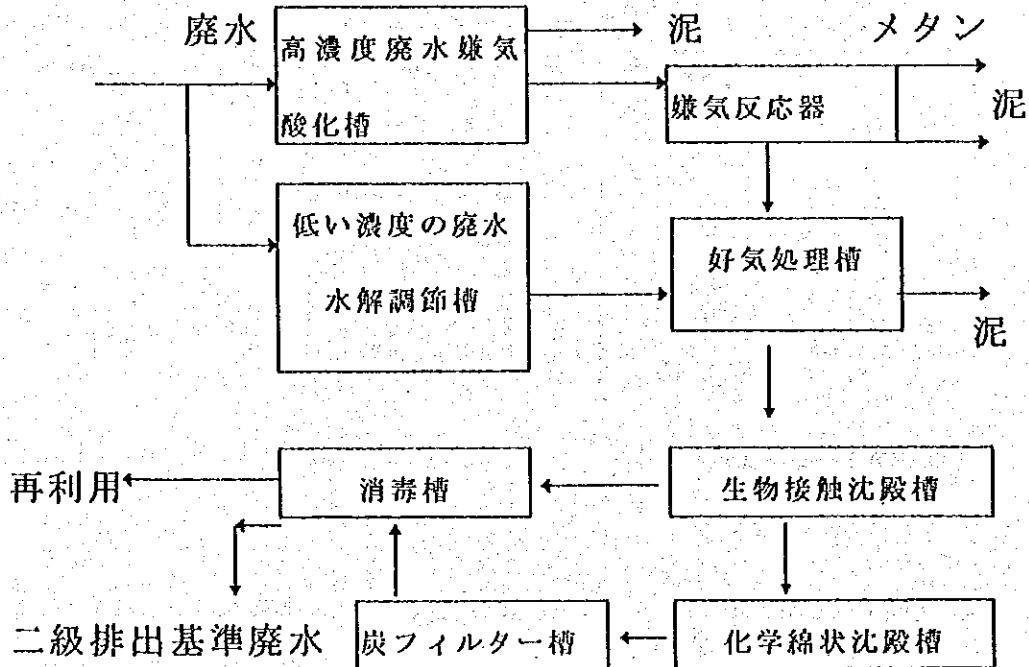 廃水
高濃度廃水嫌気
酸化槽
泥
メタン
嫌気反応器
泥
低い濃度の廃水
水解調節槽
好気処理槽
泥
再利用
消毒槽
生物接触沈殿槽
二級排出基準廃水
炭フィルター槽
化学綿状沈殿槽